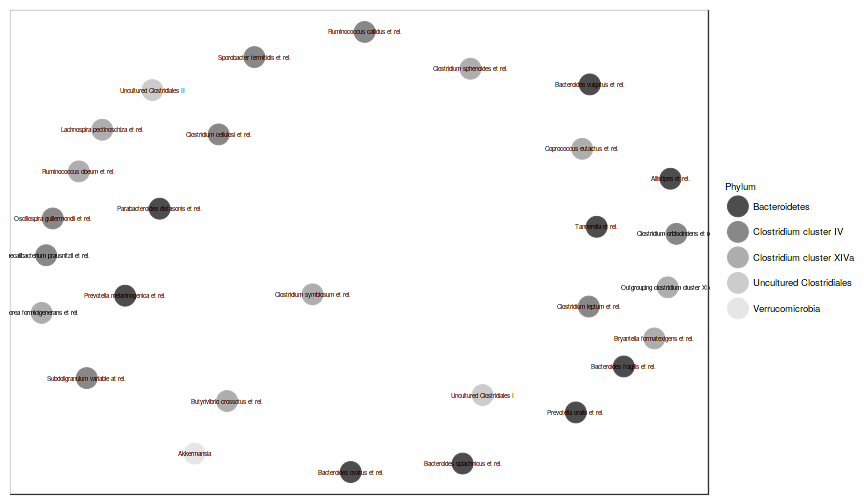 Ruminococcus callidus et rel.
Sporobacter termitidis et rel.
Clostridium sphenoides et rel.
Bacteroides vulgatus et rel.
Uncultured Clostridiales II
Lachnospira pectinoschiza et rel.
Clostridium cellulosi et rel.
Coprococcus eutactus et rel.
Ruminococcus obeum et rel.
Allistipes et rel.
Phylum
Bacteroidetes
Parabacteroides distasonis et rel.
Oscillospira guillermondii et rel.
Tannerella et rel.
Clostridium orbiscindens et r
Clostridium cluster IV
ecalibacterium prausnitzii et rel.
Clostridium cluster XIVa
Uncultured Clostridiales
Outgrouping clostridium cluster XI
Prevotella melaninogenica et rel.
Clostridium symbiosum et rel.
Clostridium leptum et rel.
Verrucomicrobia
orea formicigenerans et rel.
Bryantella formatexigens et rel.
Bacteroides fragilis et rel.
Subdoligranulum variable at rel.
Uncultured Clostridiales I
Butyrivibrio crossotus et rel.
Prevotella oralis et rel.
Akkermansia
Bacteroides ovatus et rel.
Bacteroides splachnicus et rel.